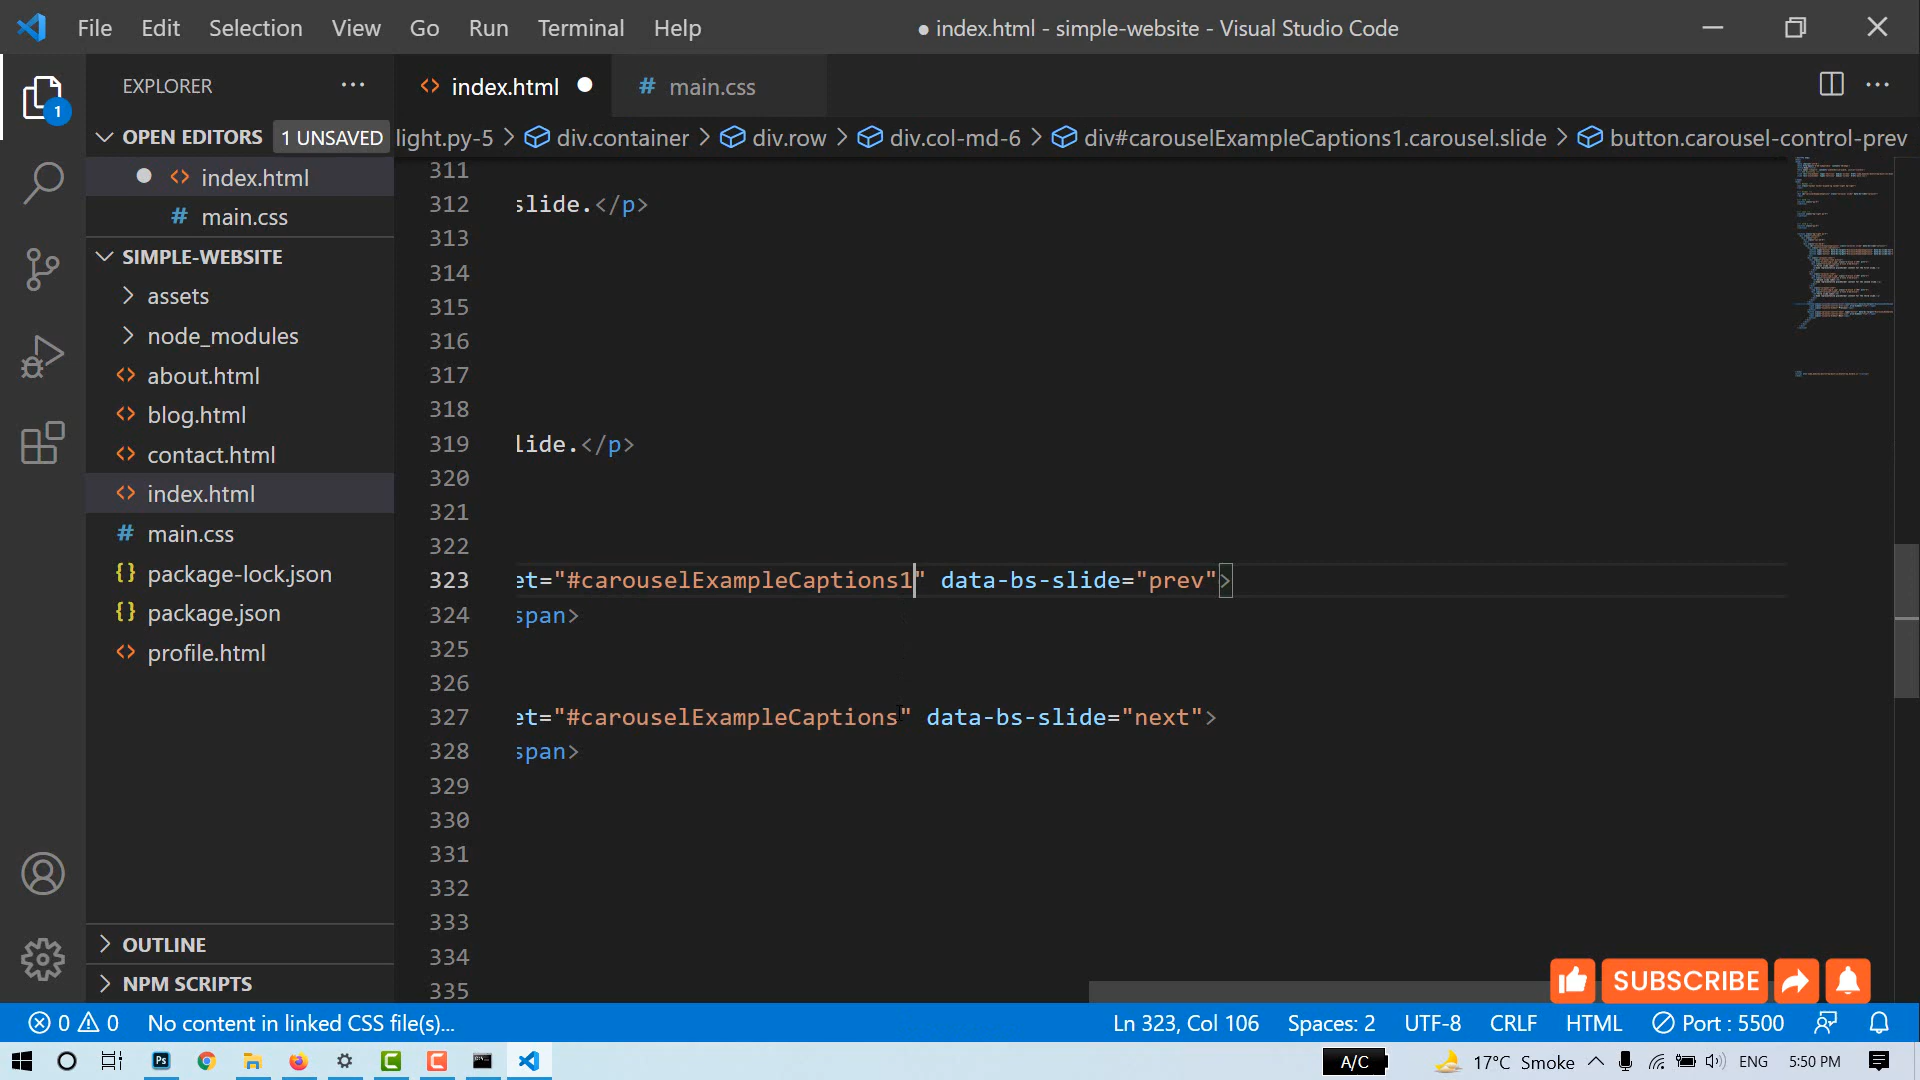 File Edit Selection View Go Run Terminal Help
● index.html - simple-website - Visual Studio Code
EXPLORER
index.html
main.css
OPEN EDITORS 1 UNSAVED
light.py-5 > div.container > div.row > div.col-md-6 > div#carouselExampleCaptions1.carousel.slide > button.carousel-control-prev
1
index.html
main.css
SIMPLE-WEBSITE
assets
node_modules
about.html
blog.html
contact.html
index.html
main.css
package-lock.json
package.json
profile.html
OUTLINE
NPM SCRIPTS
311
312 slide.</p>
313
314
315
316
317
318
319 lide.</p>
320
321
322
323 et="#carouselExampleCaptions1" data-bs-slide="prev">
324 span>
325
326
327 et="#carouselExampleCaptions" data-bs-slide="next">
328 span>
329
330
331
332
333
334
335
SUBSCRIBE
0 0 No content in linked CSS file(s)... Ln 323, Col 106 Spaces: 2 UTF-8 CRLF HTML Port : 5500
Ps A/C 17°C Smoke ENG 5:50 PM